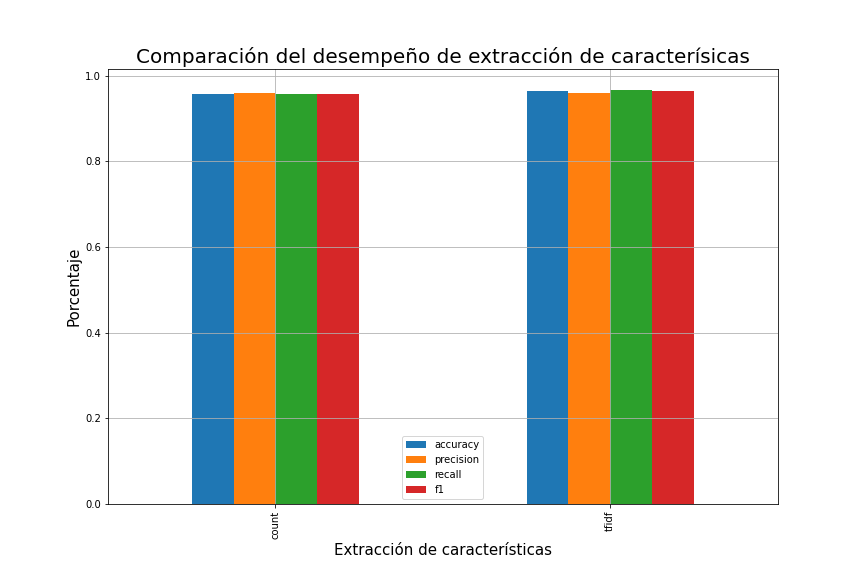 Comparación del desempeño de extracción de caracterísicas
1.0
0.8
0.6
0.4
0.2
0.0
Porcentaje
accuracy
precision
recall
f1
count
tfidf
Extracción de características